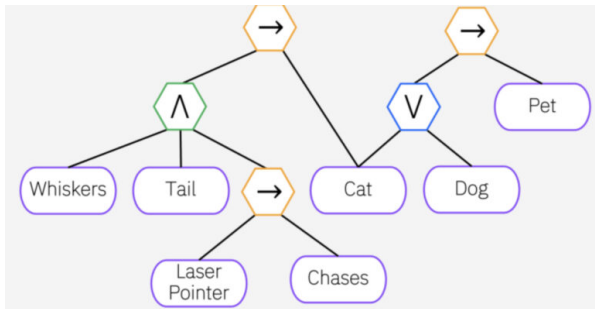 →
→
∧
∨
Pet
Whiskers
Tail
→
Cat
Dog
Laser
Pointer
Chases